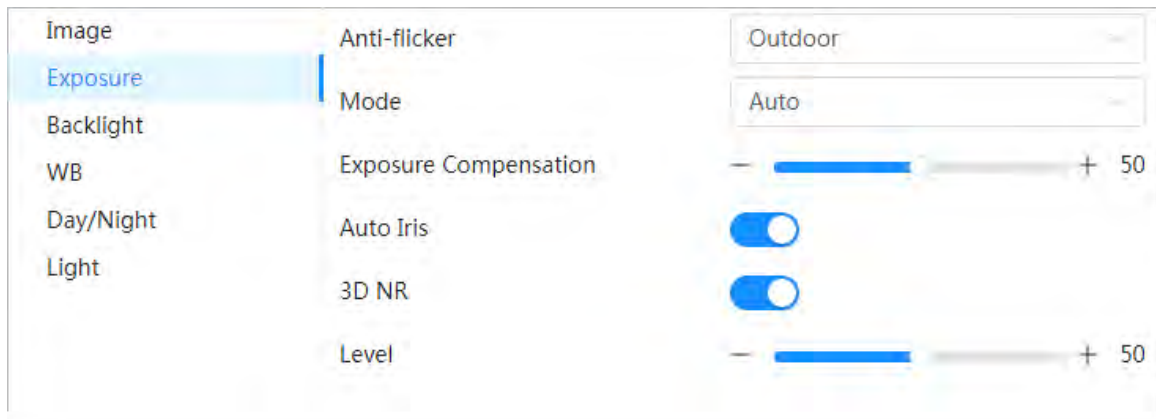 Image
Exposure
Backlight
WB
Day/Night
Light
Anti-flicker Outdoor
Mode Auto
Exposure Compensation − + 50
Auto Iris
3D NR
Level − + 50